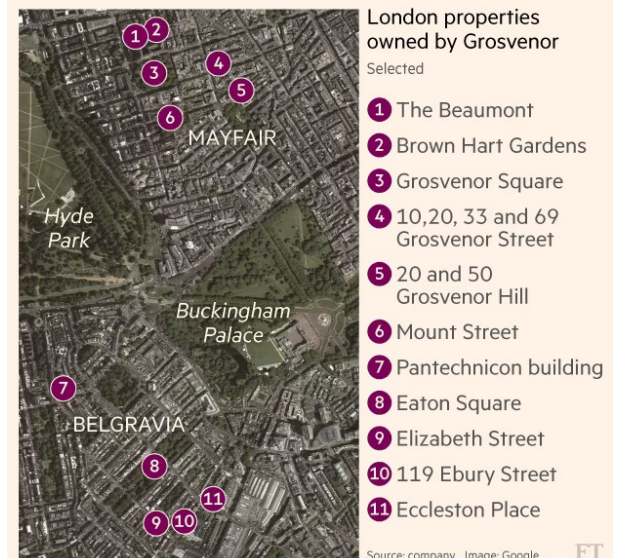 London properties
owned by Grosvenor
Selected
1 The Beaumont
2 Brown Hart Gardens
3 Grosvenor Square
4 10,20, 33 and 69
Grosvenor Street
5 20 and 50
Grosvenor Hill
6 Mount Street
7 Pantechnicon building
8 Eaton Square
9 Elizabeth Street
10 119 Ebury Street
11 Eccleston Place
Source: company Image: Google
FT
1 2
3
4
5
6
MAYFAIR
Hyde
Park
Buckingham
Palace
7
BELGRAVIA
8
11
9 10